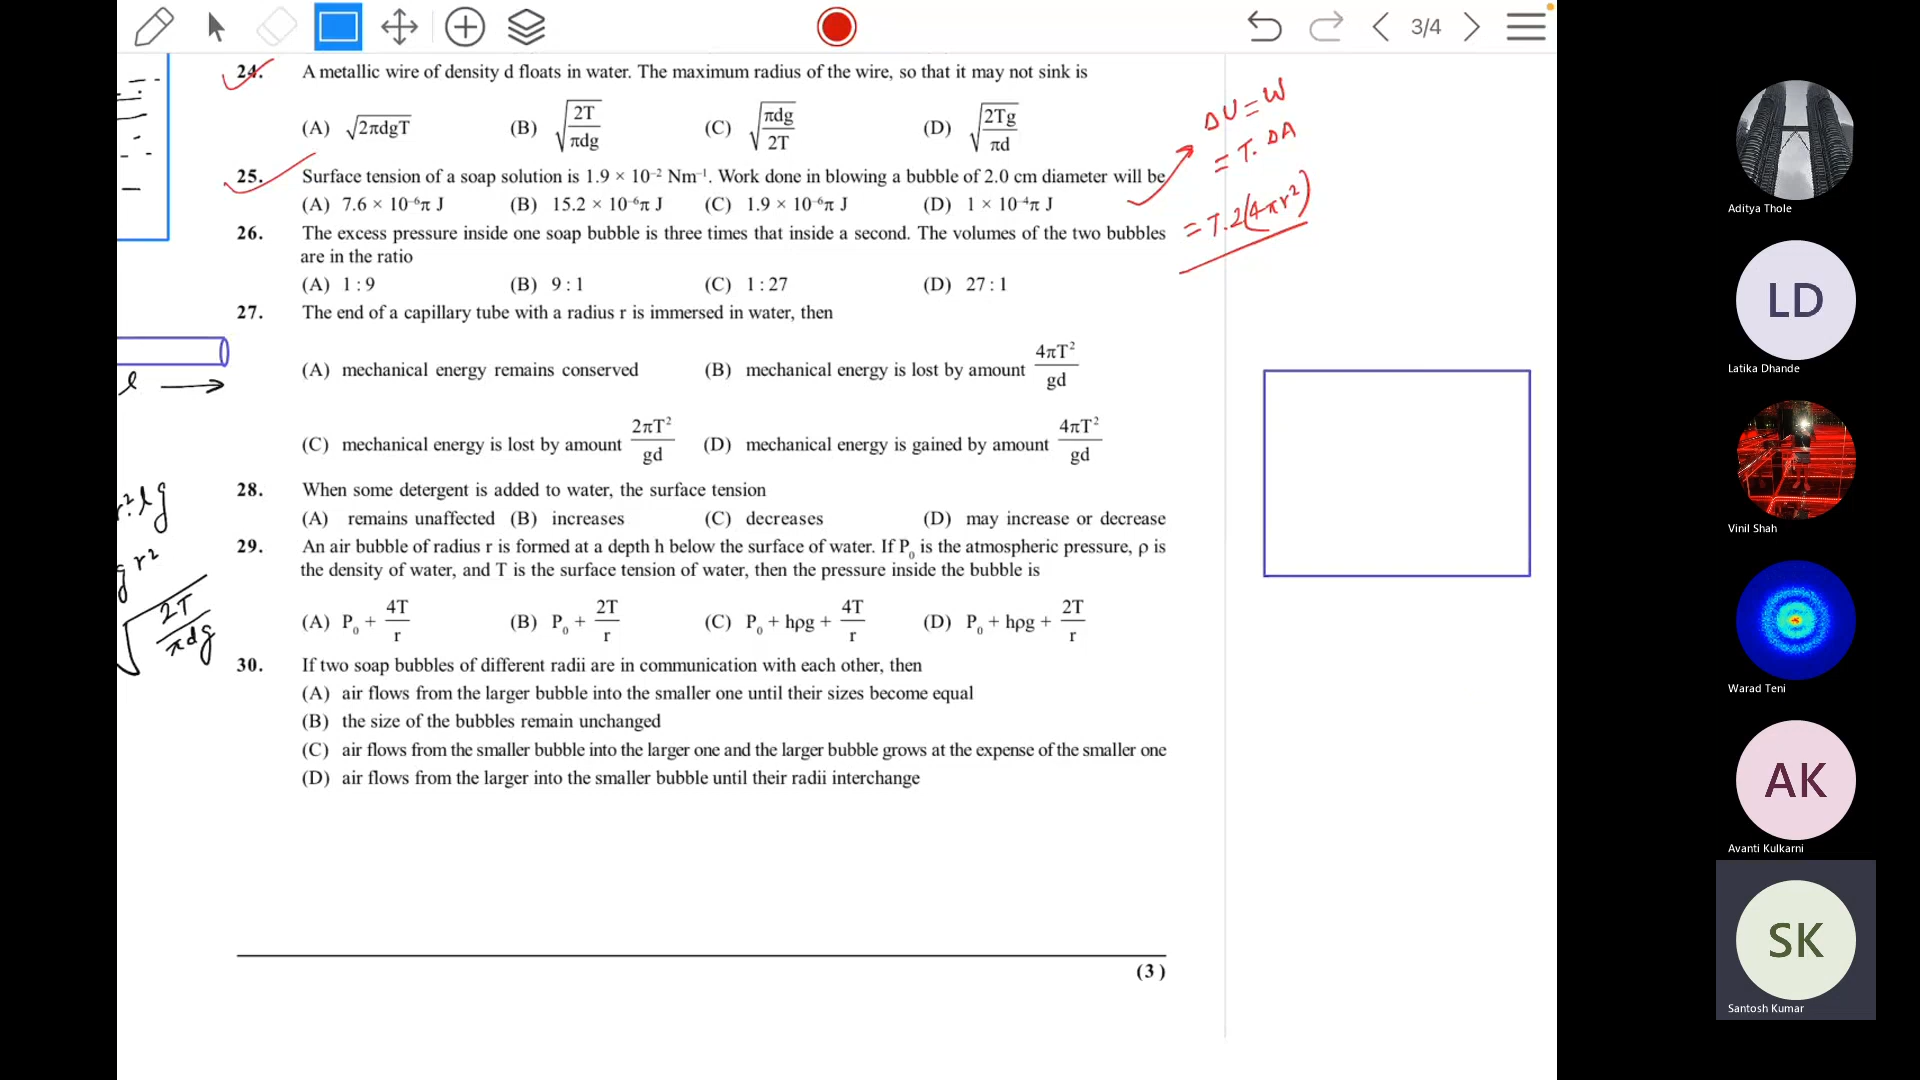 3/4
24. A metallic wire of density d floats in water. The maximum radius of the wire, so that it may not sink is
(A) √2πdgT (B) √2T/πdg (C) √πdg/2T (D) √2Tg/πd
25. Surface tension of a soap solution is 1.9 × 10⁻² Nm⁻¹. Work done in blowing a bubble of 2.0 cm diameter will be
(A) 7.6 × 10⁻⁶π J (B) 15.2 × 10⁻⁶π J (C) 1.9 × 10⁻⁶π J (D) 1 × 10⁻⁴π J
26. The excess pressure inside one soap bubble is three times that inside a second. The volumes of the two bubbles
are in the ratio
(A) 1 : 9 (B) 9 : 1 (C) 1 : 27 (D) 27 : 1
27. The end of a capillary tube with a radius r is immersed in water, then
(A) mechanical energy remains conserved (B) mechanical energy is lost by amount 4πT²/gd
(C) mechanical energy is lost by amount 2πT²/gd (D) mechanical energy is gained by amount 4πT²/gd
28. When some detergent is added to water, the surface tension
(A) remains unaffected (B) increases (C) decreases (D) may increase or decrease
29. An air bubble of radius r is formed at a depth h below the surface of water. If P₀ is the atmospheric pressure, ρ is
the density of water, and T is the surface tension of water, then the pressure inside the bubble is
(A) P₀ + 4T/r (B) P₀ + 2T/r (C) P₀ + hρg + 4T/r (D) P₀ + hρg + 2T/r
30. If two soap bubbles of different radii are in communication with each other, then
(A) air flows from the larger bubble into the smaller one until their sizes become equal
(B) the size of the bubbles remain unchanged
(C) air flows from the smaller bubble into the larger one and the larger bubble grows at the expense of the smaller one
(D) air flows from the larger into the smaller bubble until their radii interchange
(3)
ΔU = W
= T. ΔA
= T.2(4πr²)
l
r²lg
g r²
√2T/πdg
Aditya Thole
LD
Latika Dhande
Vinil Shah
Warad Teni
AK
Avanti Kulkarni
SK
Santosh Kumar